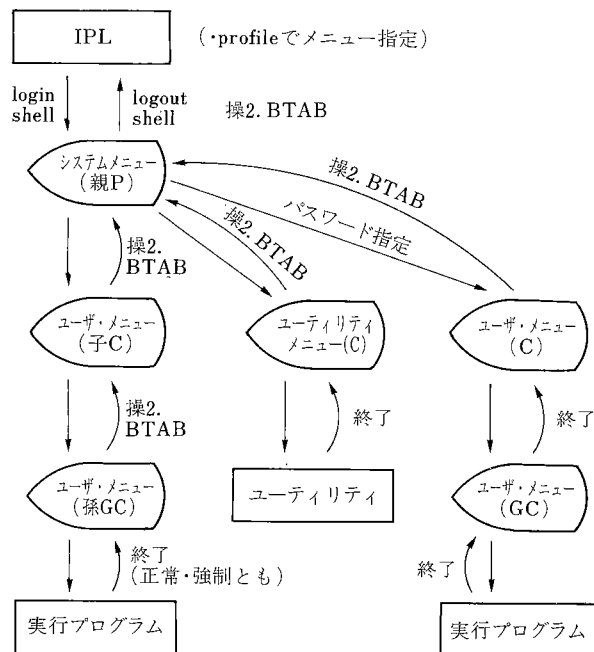 IPL
(・profileでメニュー指定)
login
shell
logout
shell
操2. BTAB
システムメニュー
(親P)
操2. BTAB
パスワード指定
操2. BTAB
操2.
BTAB
ユーザ・メニュー
(子C)
ユーティリティ
メニュー(C)
ユーザ・メニュー
(C)
操2.
BTAB
終了
終了
ユーザ・メニュー
(孫GC)
ユーティリティ
ユーザ・メニュー
(GC)
終了
(正常・強制とも)
終了
実行プログラム
実行プログラム